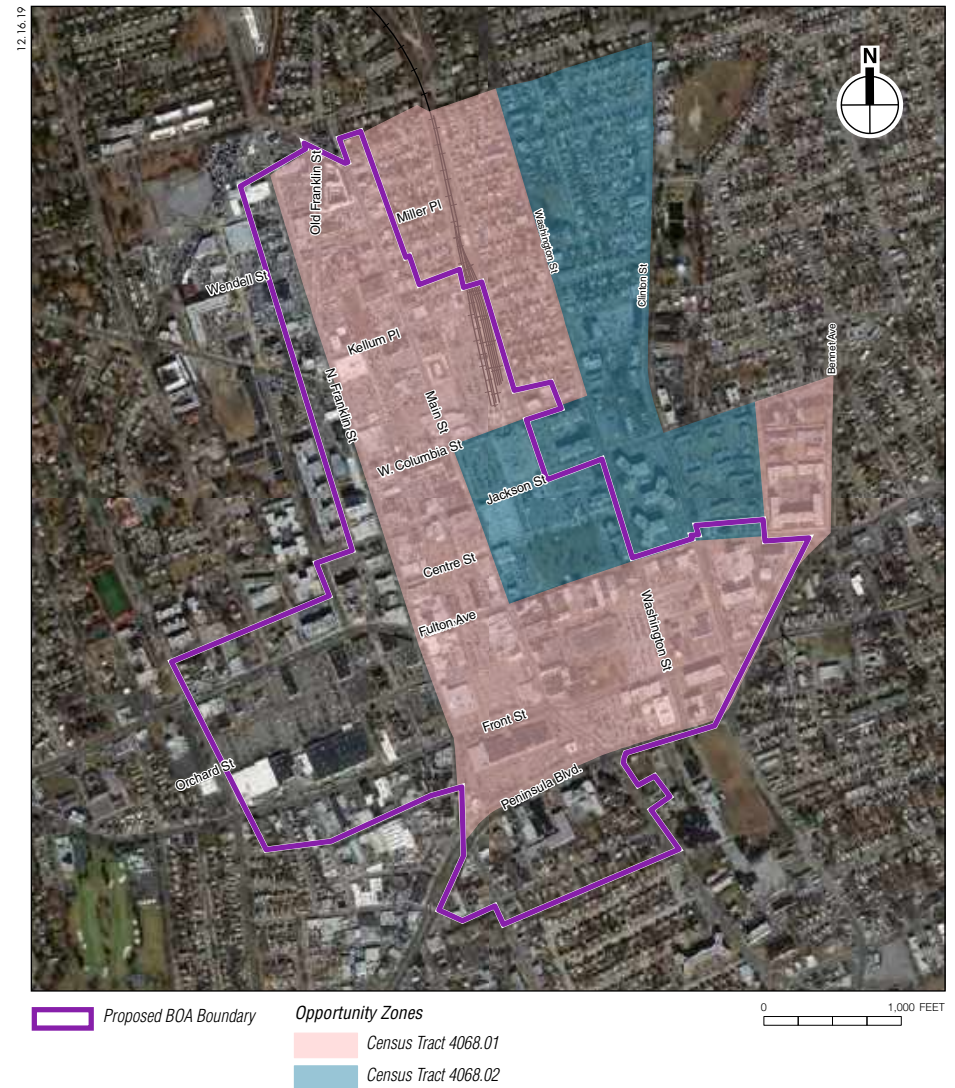 12.16.19
N
Old Franklin St
Miller Pl
Washington St
Wendell St
Clinton St
Kellum Pl
Bennet Ave
N. Franklin St
Main St
W. Columbia St
Jackson St
Centre St
Fulton Ave
Washington St
Front St
Orchard St
Peninsula Blvd.
Proposed BOA Boundary
Opportunity Zones
Census Tract 4068.01
Census Tract 4068.02
0 1,000 FEET